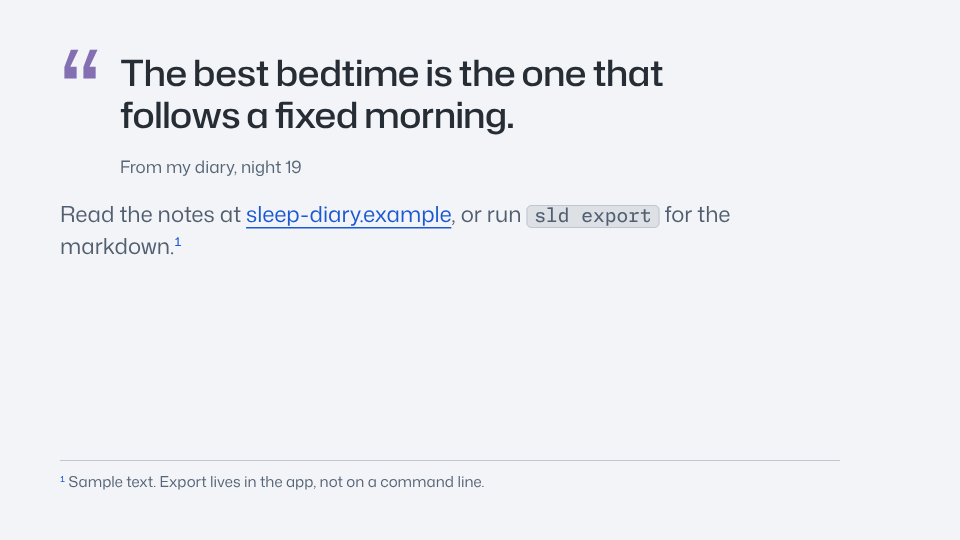 “ The best bedtime is the one that
follows a fixed morning.
From my diary, night 19
Read the notes at sleep-diary.example, or run sld export for the
markdown.¹
¹ Sample text. Export lives in the app, not on a command line.